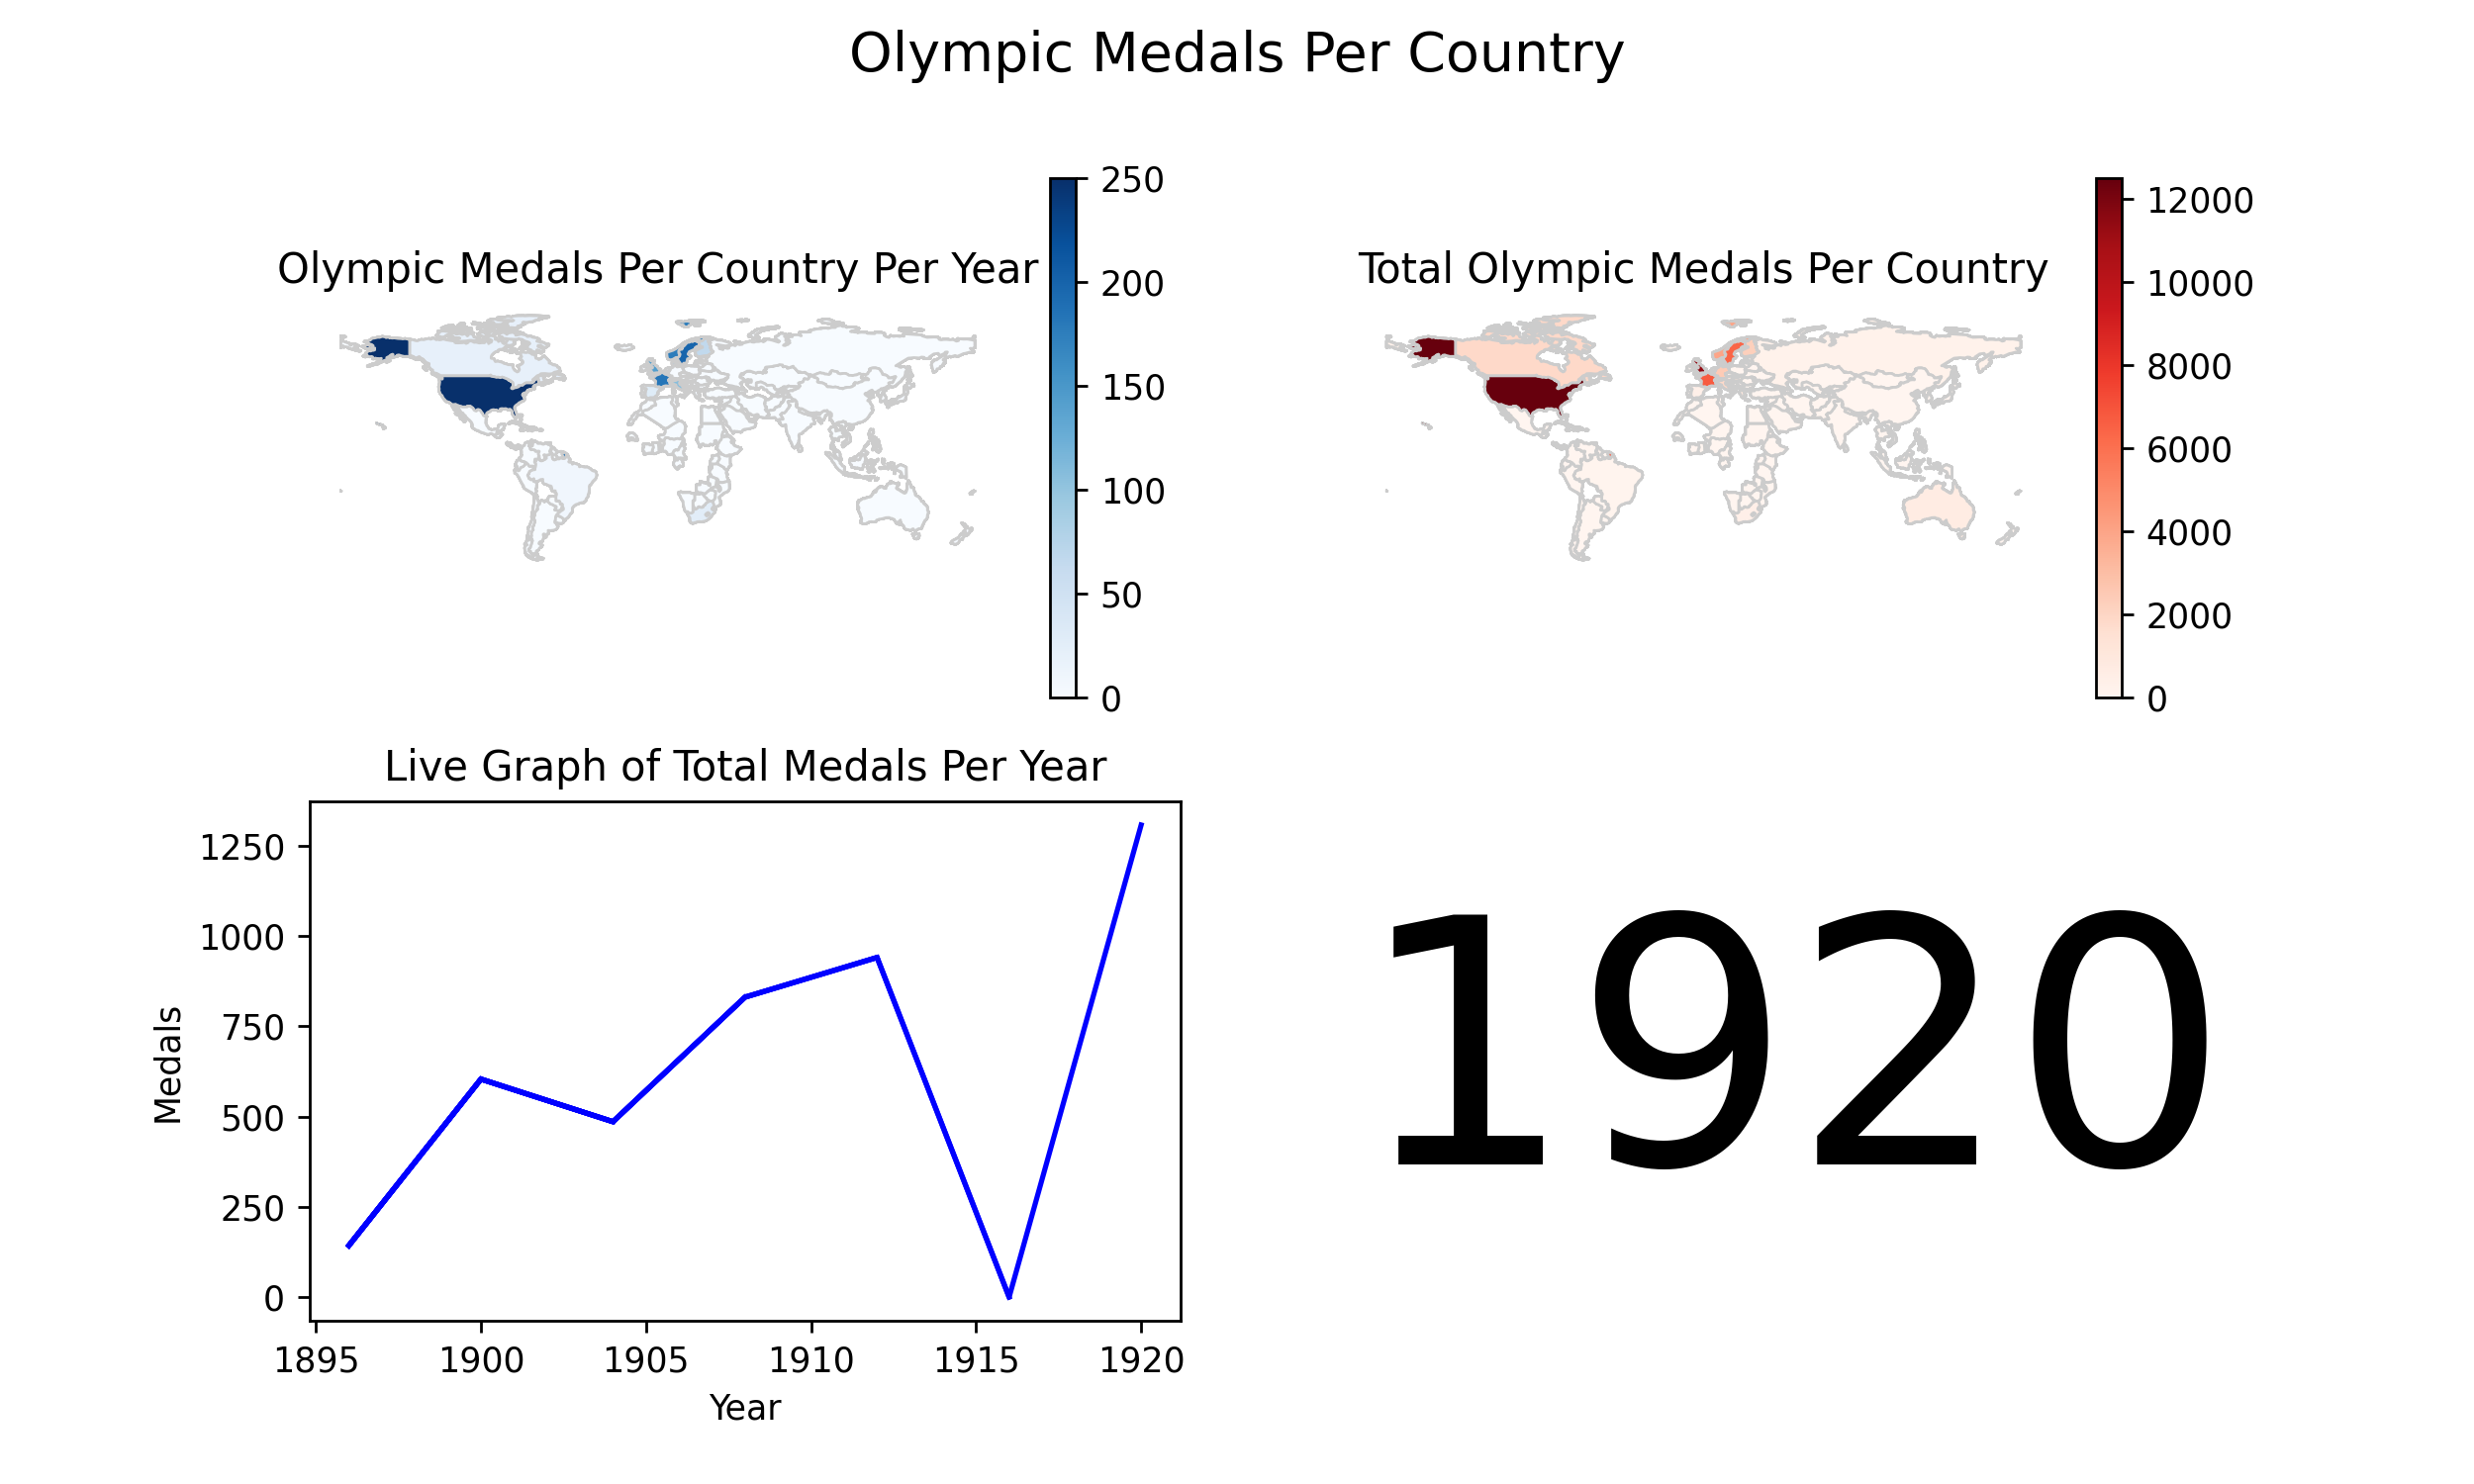 Olympic Medals Per Country
Olympic Medals Per Country Per Year
250
200
150
100
50
0
Total Olympic Medals Per Country
12000
10000
8000
6000
4000
2000
0
Live Graph of Total Medals Per Year
Medals
1250
1000
750
500
250
0
1895 1900 1905 1910 1915 1920
Year
1920